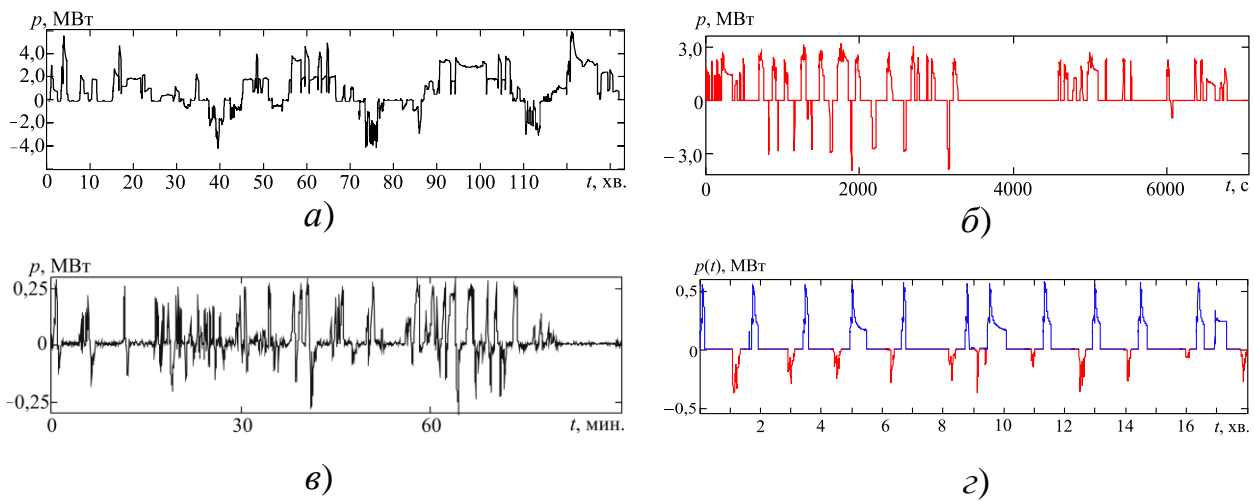 p, МВт
4,0
2,0
0
-2,0
-4,0
0 10 20 30 40 50 60 70 80 90 100 110
t, хв.
а)
p, МВт
3,0
0
-3,0
0 2000 4000 6000
t, с
б)
p, МВт
0,25
0
-0,25
0 30 60
t, мин.
в)
p(t), МВт
0,5
0
-0,5
2 4 6 8 10 12 14 16
t, хв.
г)